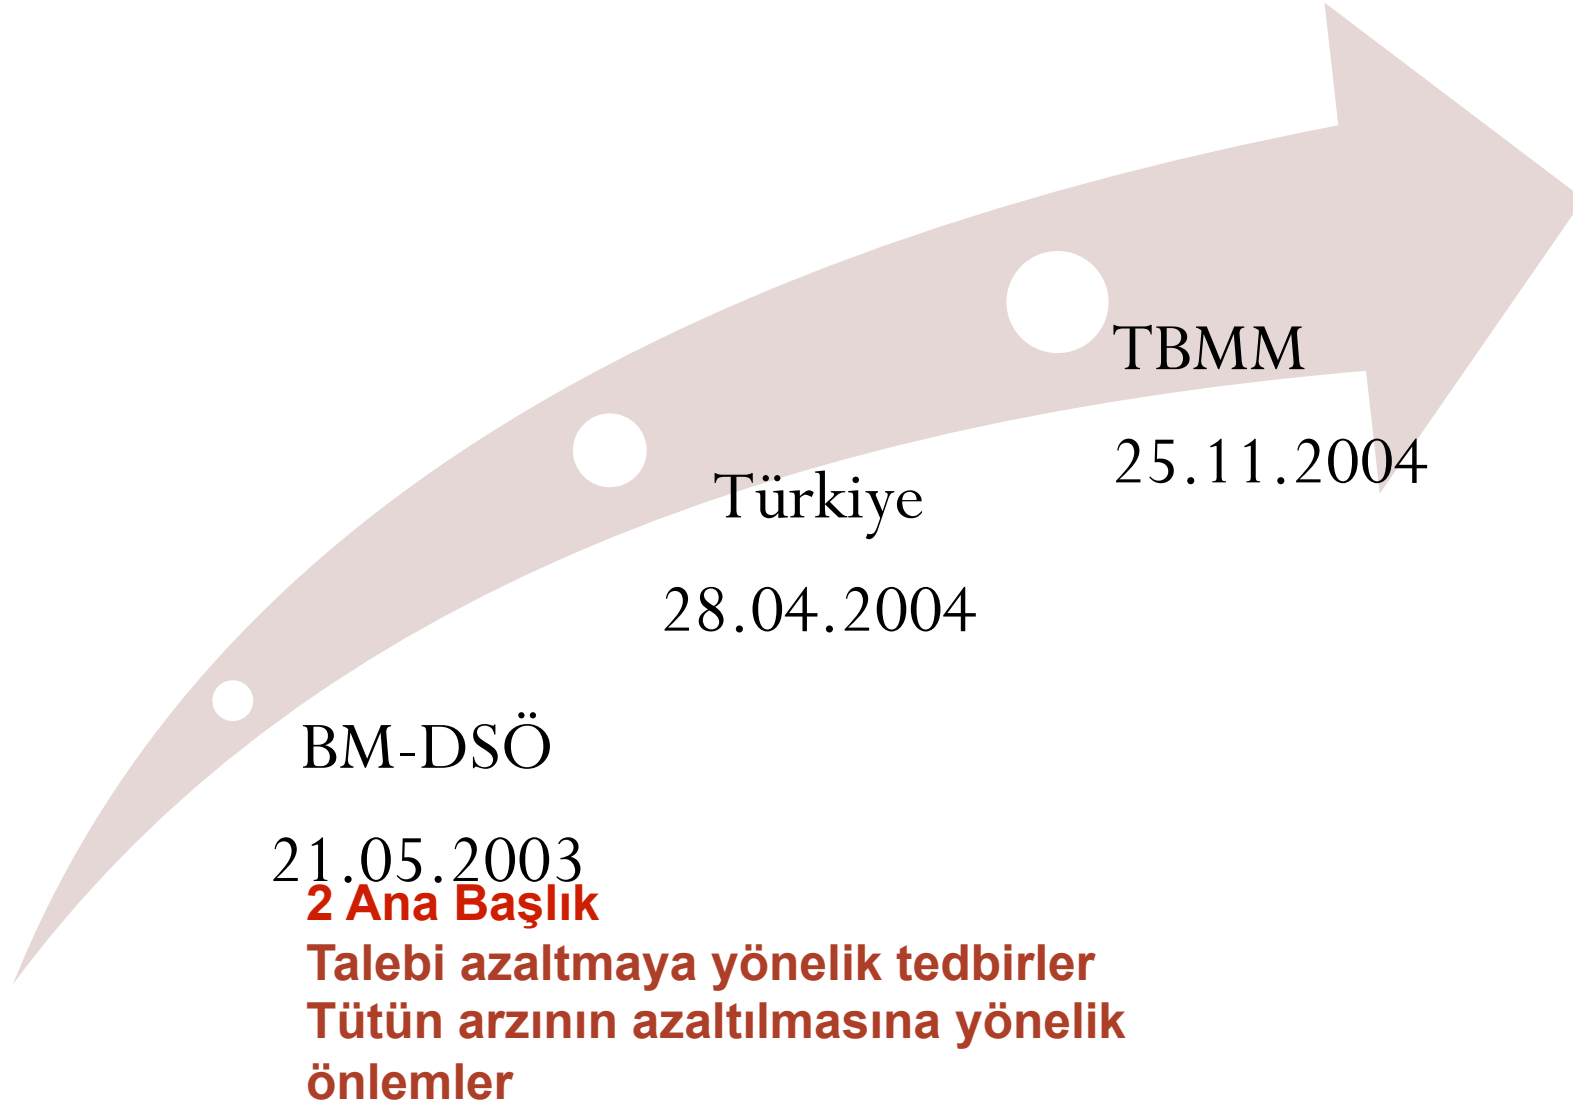 TBMM
25.11.2004
Türkiye
28.04.2004
BM-DSÖ
21.05.2003
2 Ana Başlık
Talebi azaltmaya yönelik tedbirler
Tütün arzının azaltılmasına yönelik
önlemler